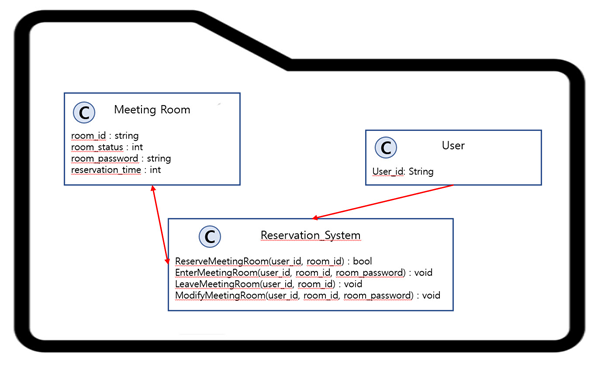 C Meeting Room
room_id : string
room_status : int
room_password : string
reservation_time : int
C User
User_id: String
C Reservation_System
ReserveMeetingRoom(user_id, room_id) : bool
EnterMeetingRoom(user_id, room_id, room_password) : void
LeaveMeetingRoom(user_id, room_id) : void
ModifyMeetingRoom(user_id, room_id, room_password) : void